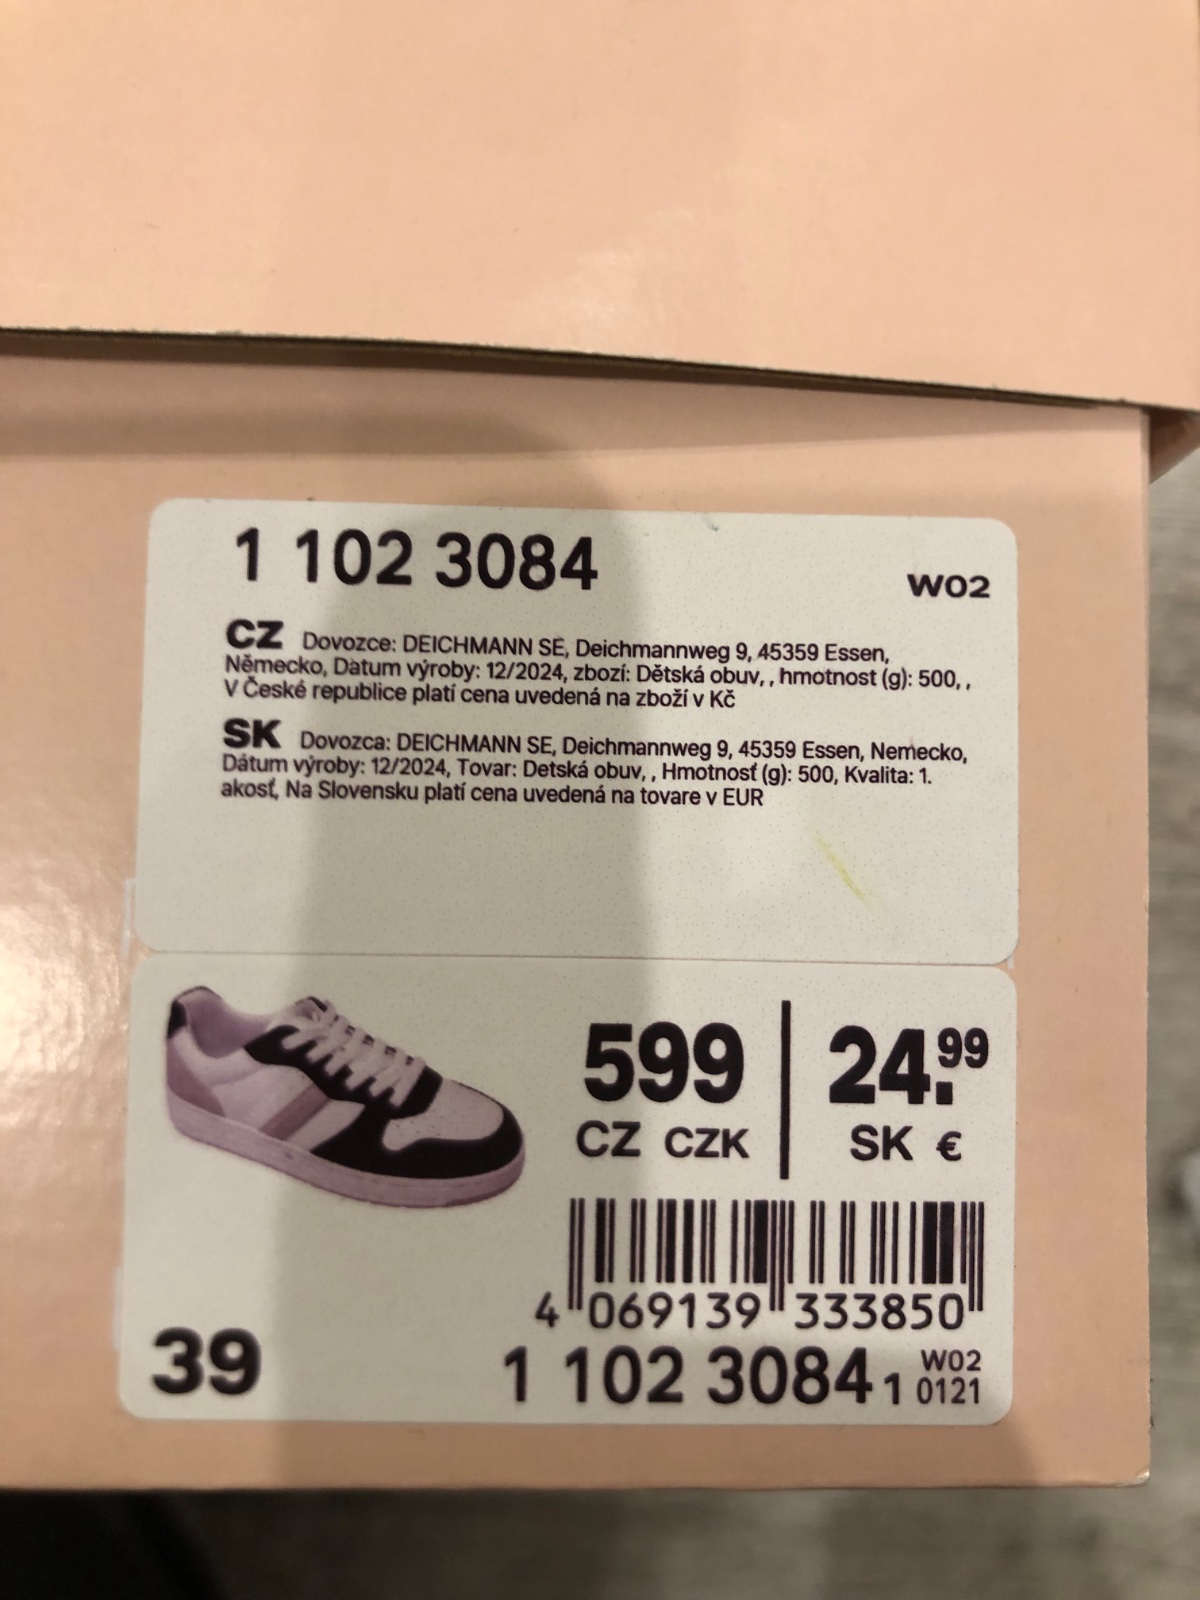 1 102 3084
W02
CZ Dovozce: DEICHMANN SE, Deichmannweg 9, 45359 Essen,
Německo, Datum výroby: 12/2024, zbozí: Dětská obuv, , hmotnost (g): 500, ,
V České republice platí cena uvedená na zboží v Kč
SK Dovozca: DEICHMANN SE, Deichmannweg 9, 45359 Essen, Nemecko,
Dátum výroby: 12/2024, Tovar: Detská obuv, , Hmotnosť (g): 500, Kvalita: 1.
akosť, Na Slovensku platí cena uvedená na tovare v EUR
599 24.99
CZ CZK SK €
4 069139 333850
39
1 102 3084 1 W02
0121